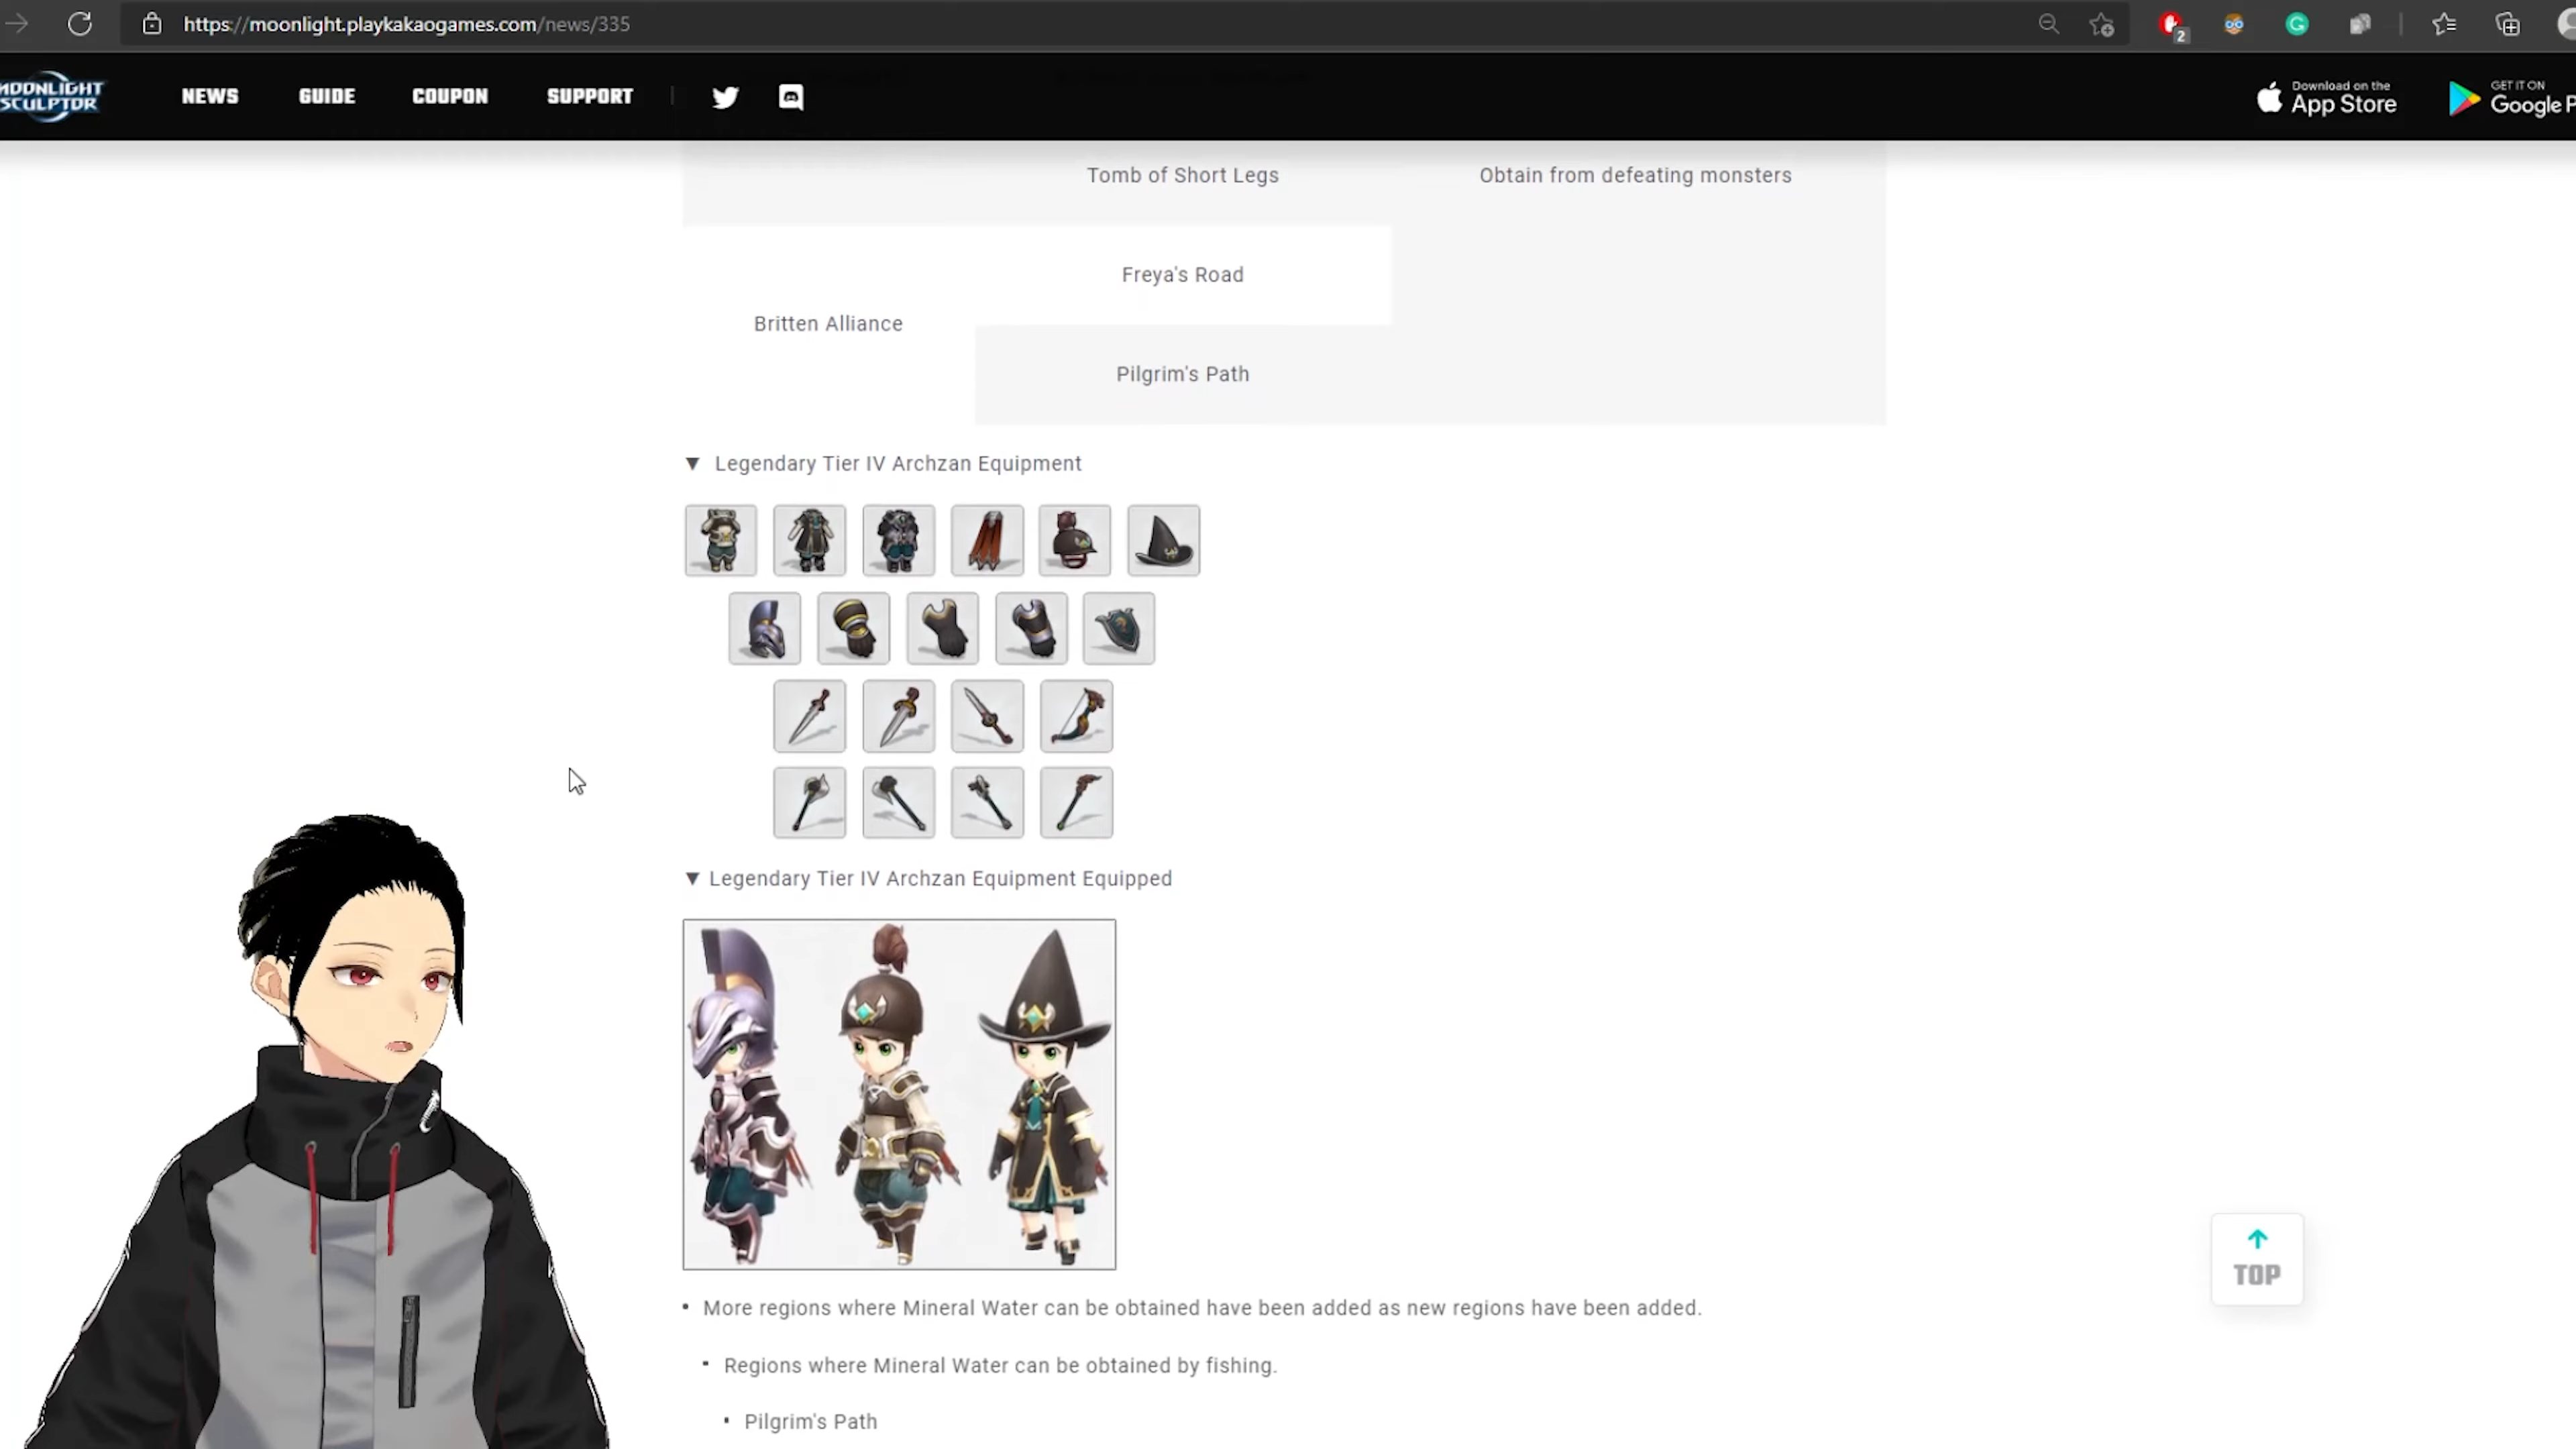 https://moonlight.playkakaogames.com/news/335
2
MOONLIGHT
SCULPTOR
NEWS
GUIDE
COUPON
SUPPORT
Download on the
App Store
GET IT ON
Google P
Tomb of Short Legs
Obtain from defeating monsters
Freya's Road
Britten Alliance
Pilgrim's Path
▼ Legendary Tier IV Archzan Equipment
▼ Legendary Tier IV Archzan Equipment Equipped
• More regions where Mineral Water can be obtained have been added as new regions have been added.
▪ Regions where Mineral Water can be obtained by fishing.
▪ Pilgrim's Path
TOP